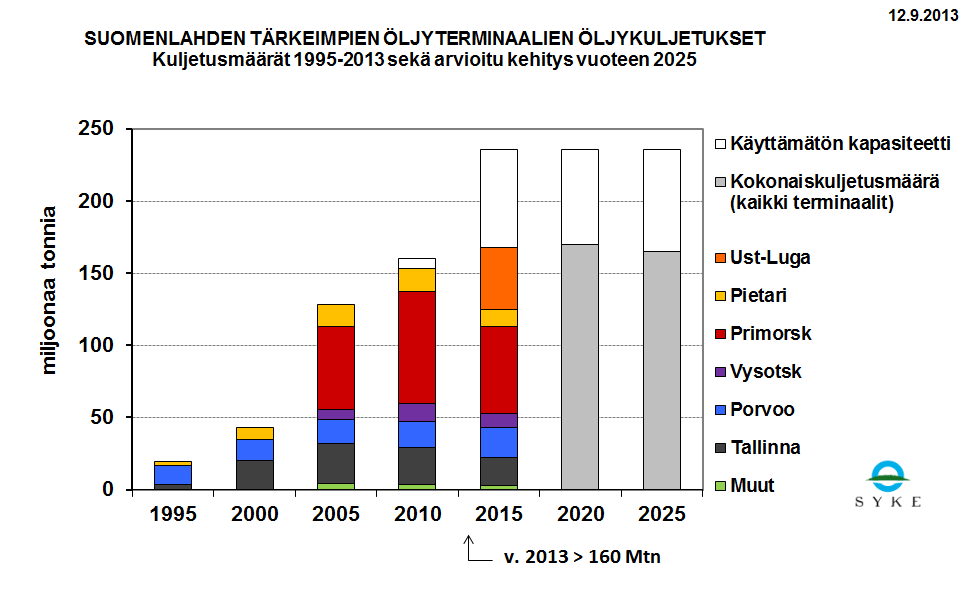 12.9.2013
SUOMENLAHDEN TÄRKEIMPIEN ÖLJYTERMINAALIEN ÖLJYKULJETUKSET
Kuljetusmäärät 1995-2013 sekä arvioitu kehitys vuoteen 2025
miljoonaa tonnia
250
200
150
100
50
0
1995 2000 2005 2010 2015 2020 2025
v. 2013 > 160 Mtn
Käyttämätön kapasiteetti
Kokonaiskuljetusmäärä
(kaikki terminaalit)
Ust-Luga
Pietari
Primorsk
Vysotsk
Porvoo
Tallinna
Muut
SYKE